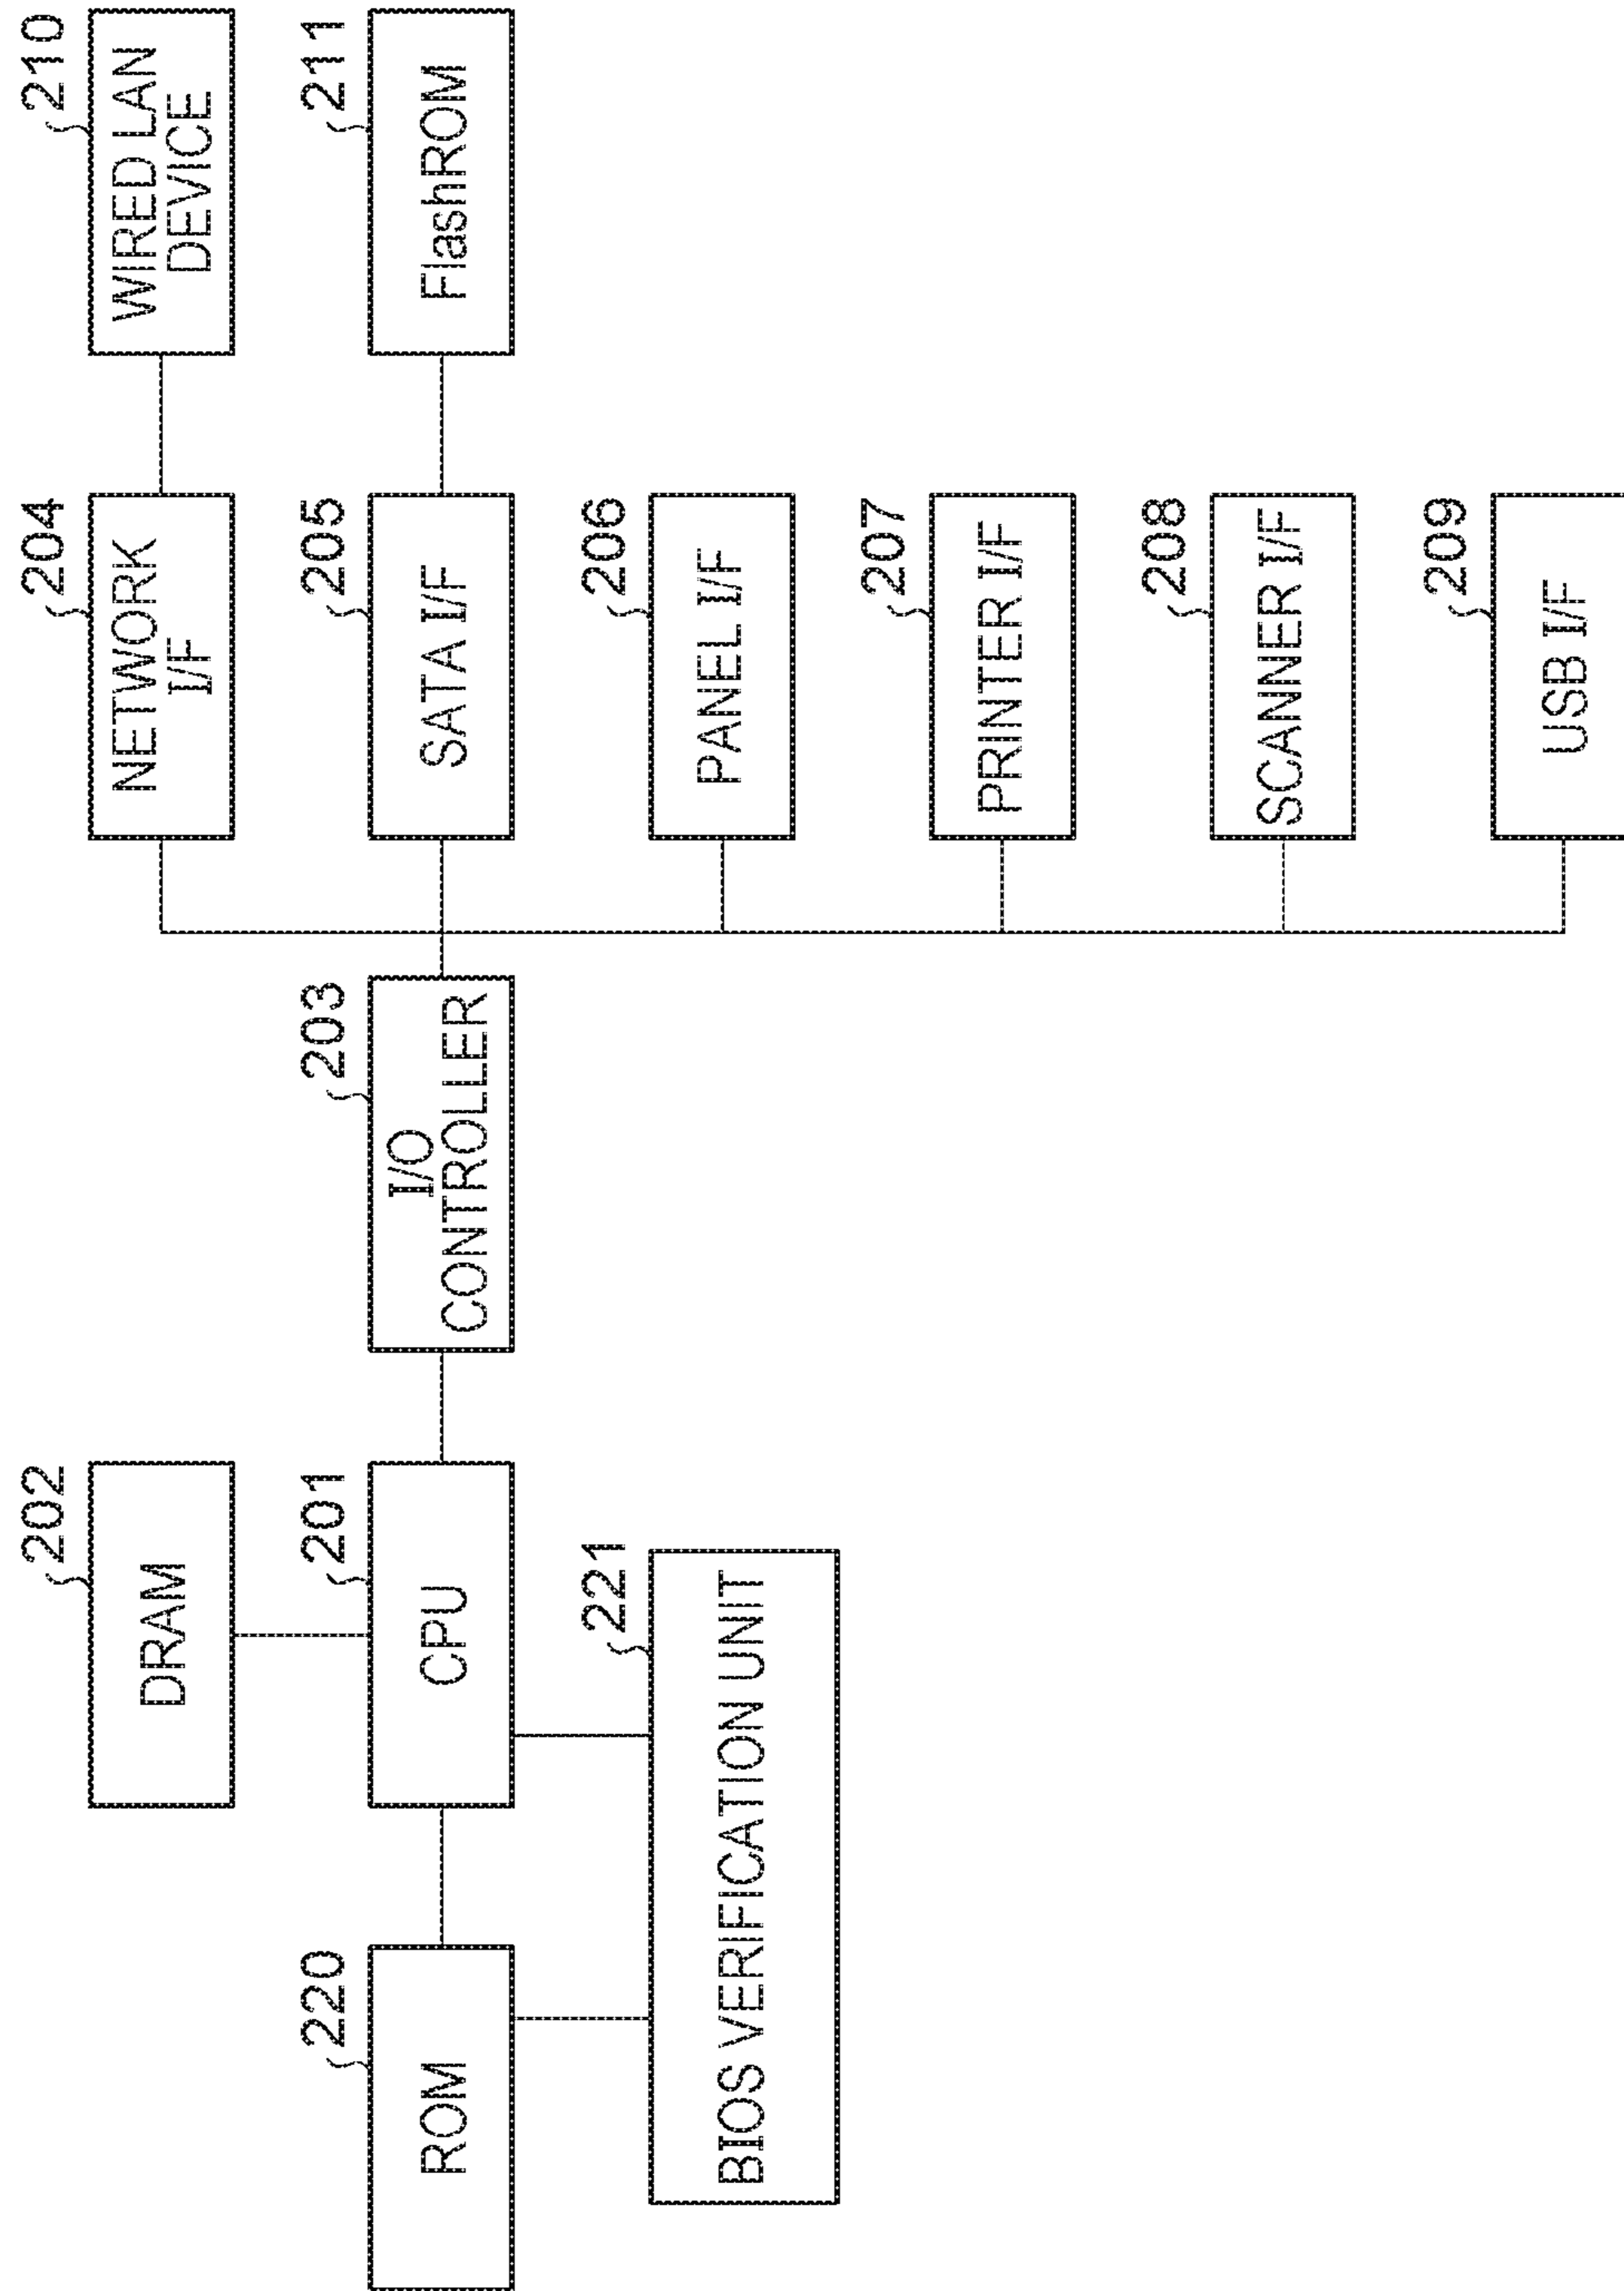 202
DRAM
204
NETWORK
I/F
210
WIRED LAN
DEVICE
220
ROM
201
CPU
203
I/O
CONTROLLER
205
SATA I/F
211
FlashROM
221
BIOS VERIFICATION UNIT
206
PANEL I/F
207
PRINTER I/F
208
SCANNER I/F
209
USB I/F